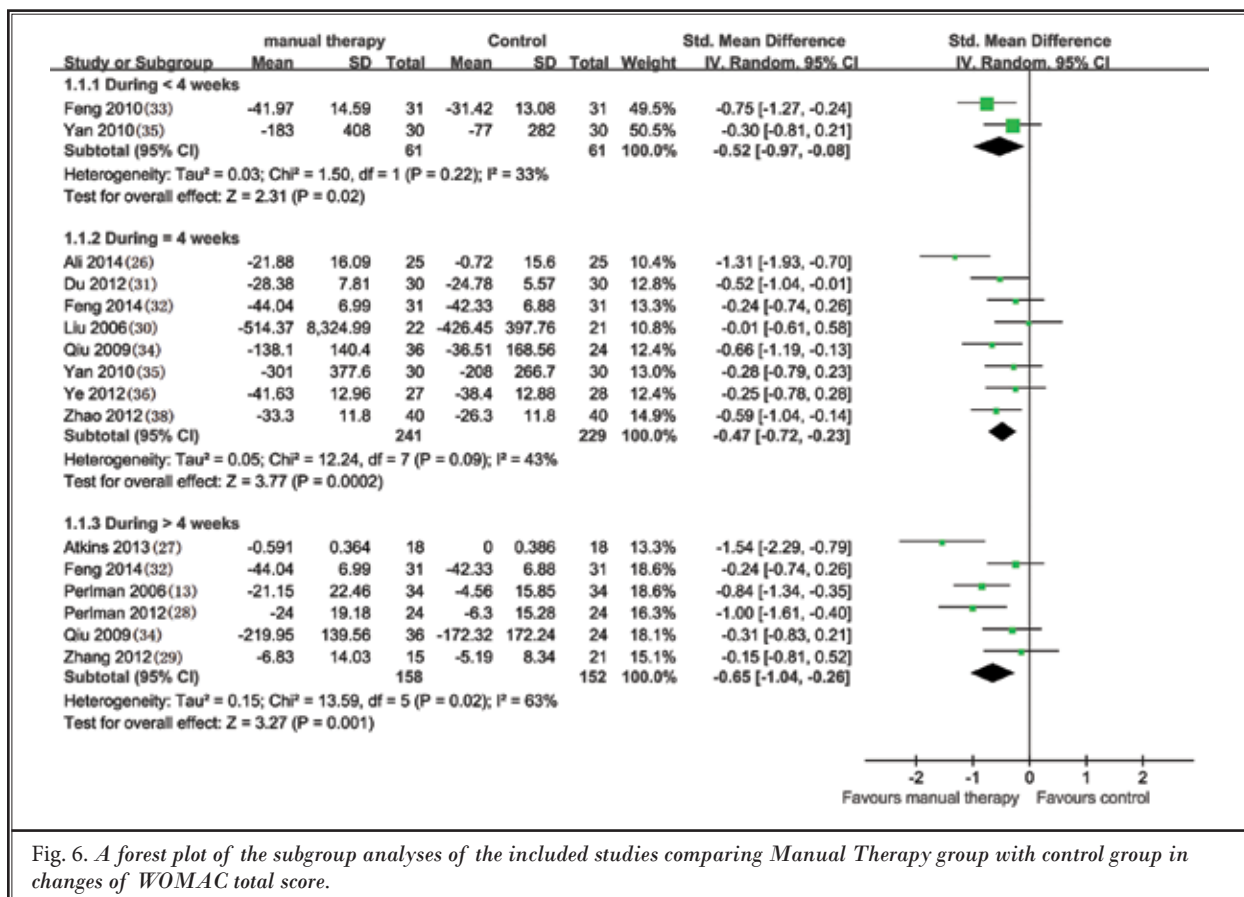 manual therapy Control Std. Mean Difference Std. Mean Difference
Study or Subgroup Mean SD Total Mean SD Total Weight IV. Random. 95% CI IV. Random. 95% CI
1.1.1 During < 4 weeks
Feng 2010(33) -41.97 14.59 31 -31.42 13.08 31 49.5% -0.75 [-1.27, -0.24]
Yan 2010(35) -183 408 30 -77 282 30 50.5% -0.30 [-0.81, 0.21]
Subtotal (95% CI) 61 61 100.0% -0.52 [-0.97, -0.08]
Heterogeneity: Tau² = 0.03; Chi² = 1.50, df = 1 (P = 0.22); I² = 33%
Test for overall effect: Z = 2.31 (P = 0.02)
1.1.2 During = 4 weeks
Ali 2014(26) -21.88 16.09 25 -0.72 15.6 25 10.4% -1.31 [-1.93, -0.70]
Du 2012(31) -28.38 7.81 30 -24.78 5.57 30 12.8% -0.52 [-1.04, -0.01]
Feng 2014(32) -44.04 6.99 31 -42.33 6.88 31 13.3% -0.24 [-0.74, 0.26]
Liu 2006(30) -514.37 8,324.99 22 -426.45 397.76 21 10.8% -0.01 [-0.61, 0.58]
Qiu 2009(34) -138.1 140.4 36 -36.51 168.56 24 12.4% -0.66 [-1.19, -0.13]
Yan 2010(35) -301 377.6 30 -208 266.7 30 13.0% -0.28 [-0.79, 0.23]
Ye 2012(36) -41.63 12.96 27 -38.4 12.88 28 12.4% -0.25 [-0.78, 0.28]
Zhao 2012(38) -33.3 11.8 40 -26.3 11.8 40 14.9% -0.59 [-1.04, -0.14]
Subtotal (95% CI) 241 229 100.0% -0.47 [-0.72, -0.23]
Heterogeneity: Tau² = 0.05; Chi² = 12.24, df = 7 (P = 0.09); I² = 43%
Test for overall effect: Z = 3.77 (P = 0.0002)
1.1.3 During > 4 weeks
Atkins 2013(27) -0.591 0.364 18 0 0.386 18 13.3% -1.54 [-2.29, -0.79]
Feng 2014(32) -44.04 6.99 31 -42.33 6.88 31 18.6% -0.24 [-0.74, 0.26]
Perlman 2006(13) -21.15 22.46 34 -4.56 15.85 34 18.6% -0.84 [-1.34, -0.35]
Perlman 2012(28) -24 19.18 24 -6.3 15.28 24 16.3% -1.00 [-1.61, -0.40]
Qiu 2009(34) -219.95 139.56 36 -172.32 172.24 24 18.1% -0.31 [-0.83, 0.21]
Zhang 2012(29) -6.83 14.03 15 -5.19 8.34 21 15.1% -0.15 [-0.81, 0.52]
Subtotal (95% CI) 158 152 100.0% -0.65 [-1.04, -0.26]
Heterogeneity: Tau² = 0.15; Chi² = 13.59, df = 5 (P = 0.02); I² = 63%
Test for overall effect: Z = 3.27 (P = 0.001)
-2 -1 0 1 2
Favours manual therapy Favours control
Fig. 6. A forest plot of the subgroup analyses of the included studies comparing Manual Therapy group with control group in
changes of WOMAC total score.